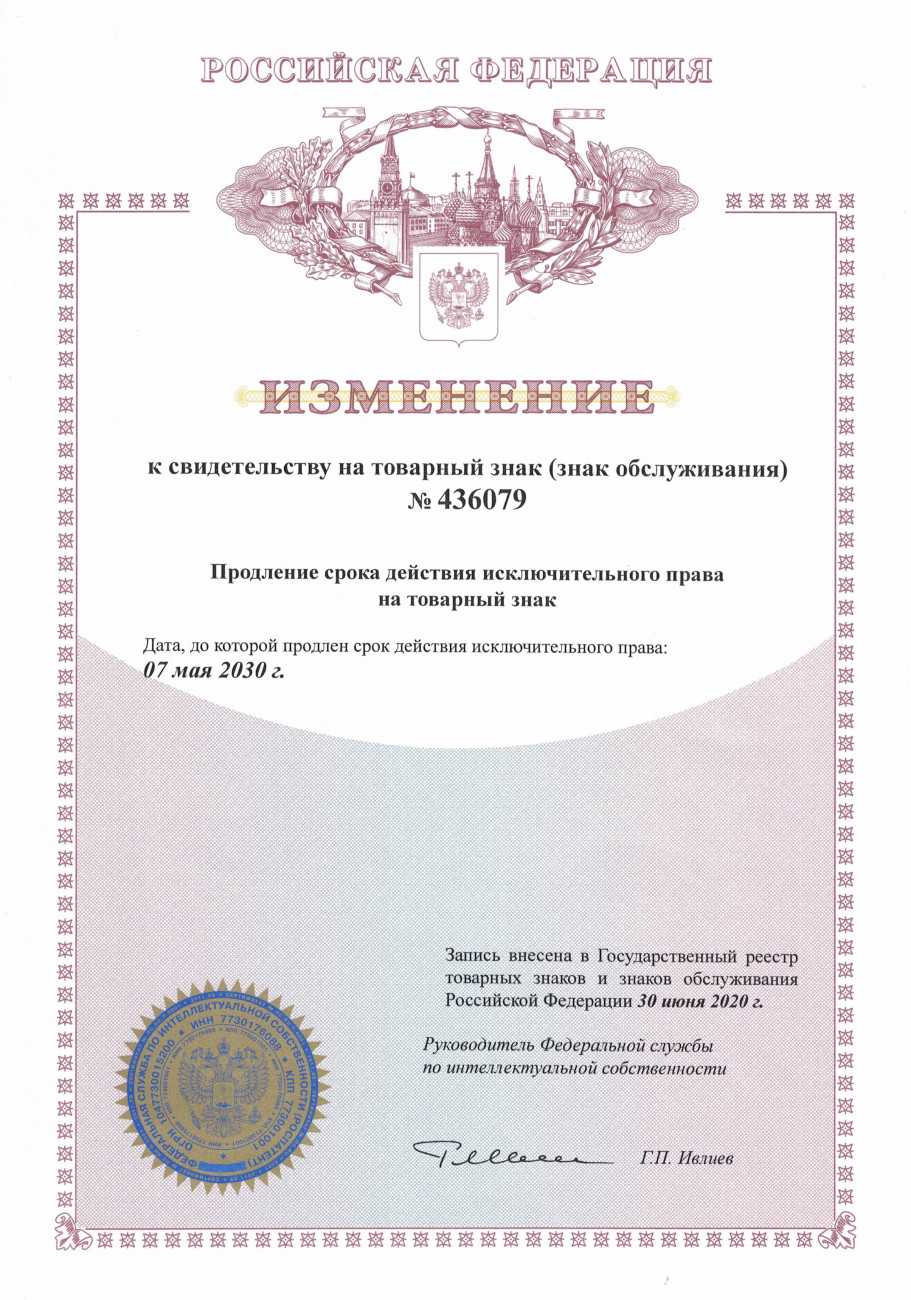 РОССИЙСКАЯ ФЕДЕРАЦИЯ
ИЗМЕНЕНИЕ
к свидетельству на товарный знак (знак обслуживания)
№ 436079
Продление срока действия исключительного права
на товарный знак
Дата, до которой продлен срок действия исключительного права:
07 мая 2030 г.
Запись внесена в Государственный реестр
товарных знаков и знаков обслуживания
Российской Федерации 30 июня 2020 г.
Руководитель Федеральной службы
по интеллектуальной собственности
Г.П. Ивлиев
ФЕДЕРАЛЬНАЯ СЛУЖБА ПО ИНТЕЛЛЕКТУАЛЬНОЙ СОБСТВЕННОСТИ (РОСПАТЕНТ)
ОГРН 1047730015200 * ИНН 7730176088 * КПП 773001001